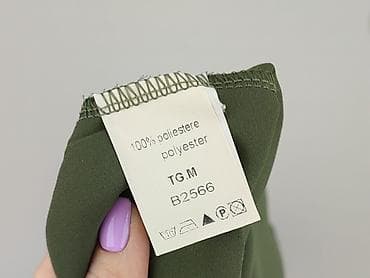 100% poliestere
polyester
TG.M
B2566